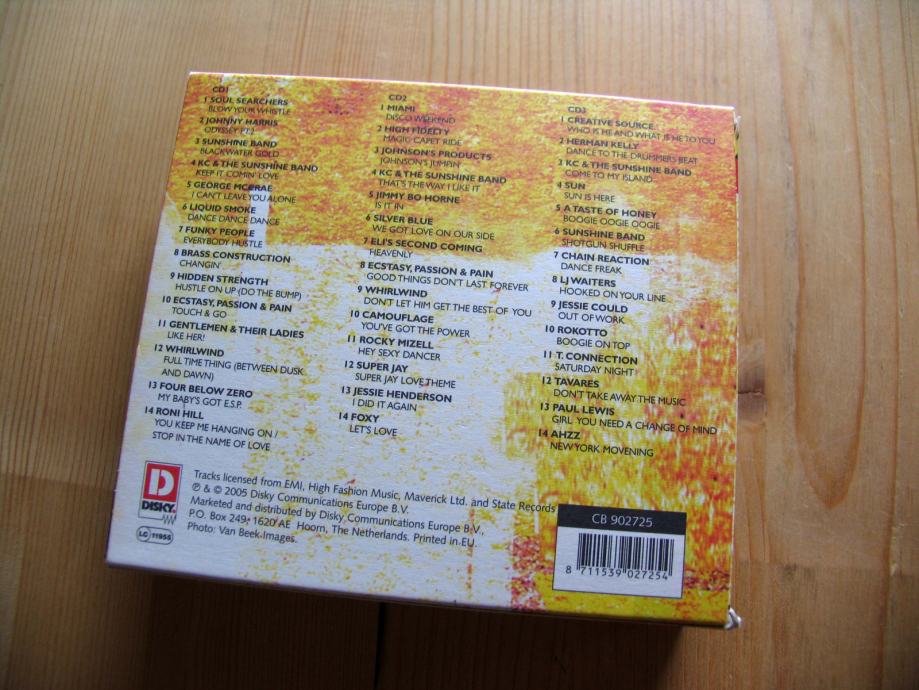 CD1
1 SOUL SEARCHERS
BLOW YOUR WHISTLE
2 JOHNNY HARRIS
ODYSSEY PT.2
3 SUNSHINE BAND
BLACKWATER GOLD
4 KC & THE SUNSHINE BAND
KEEP IT COMIN' LOVE
5 GEORGE MCCRAE
I CAN'T LEAVE YOU ALONE
6 LIQUID SMOKE
DANCE DANCE DANCE
7 FUNKY PEOPLE
EVERYBODY HUSTLE
8 BRASS CONSTRUCTION
CHANGIN'
9 HIDDEN STRENGTH
HUSTLE ON UP (DO THE BUMP)
10 ECSTASY, PASSION & PAIN
TOUCH & GO
11 GENTLEMEN & THEIR LADIES
LIKE HER!
12 WHIRLWIND
FULL TIME THING (BETWEEN DUSK
AND DAWN)
13 FOUR BELOW ZERO
MY BABY'S GOT E.S.P.
14 RONI HILL
YOU KEEP ME HANGING ON /
STOP IN THE NAME OF LOVE
CD2
1 MIAMI
DISCO WEEKEND
2 HIGH FIDELTY
MAGIC CAPET RIDE
3 JOHNSON'S PRODUCTS
JOHNSON'S JUMPIN'
4 KC & THE SUNSHINE BAND
THAT'S THE WAY I LIKE IT
5 JIMMY BO HORNE
IS IT IN
6 SILVER BLUE
WE GOT LOVE ON OUR SIDE
7 ELI'S SECOND COMING
HEAVENLY
8 ECSTASY, PASSION & PAIN
GOOD THINGS DON'T LAST FOREVER
9 WHIRLWIND
DON'T LET HIM GET THE BEST OF YOU
10 CAMOUFLAGE
YOU'VE GOT THE POWER
11 ROCKY MIZELL
HEY SEXY DANCER
12 SUPER JAY
SUPER JAY LOVE THEME
13 JESSIE HENDERSON
I DID IT AGAIN
14 FOXY
LET'S LOVE
CD3
1 CREATIVE SOURCE
WHO IS HE AND WHAT IS HE TO YOU
2 HERMAN KELLY
DANCE TO THE DRUMMERS BEAT
3 KC & THE SUNSHINE BAND
COME TO MY ISLAND
4 SUN
SUN IS HERE
5 A TASTE OF HONEY
BOOGIE OOGIE OOGIE
6 SUNSHINE BAND
SHOTGUN SHUFFLE
7 CHAIN REACTION
DANCE FREAK
8 LJ WAITERS
HOOKED ON YOUR LINE
9 JESSIE COULD
OUT OF WORK
10 ROKOTTO
BOOGIE ON TOP
11 T. CONNECTION
SATURDAY NIGHT
12 TAVARES
DON'T TAKE AWAY THE MUSIC
13 PAUL LEWIS
GIRL YOU NEED A CHANGE OF MIND
14 AHZZ
NEW YORK MOVENING
D
DISKY
LC 11955
Tracks licensed from EMI, High Fashion Music, Maverick Ltd. and State Records
℗ & © 2005 Disky Communications Europe B.V.
Marketed and distributed by Disky Communications Europe B.V.,
P.O. Box 249, 1620 AE Hoorn, The Netherlands. Printed in EU.
Photo: Van Beek Images.
CB 902725
8 711539 027254